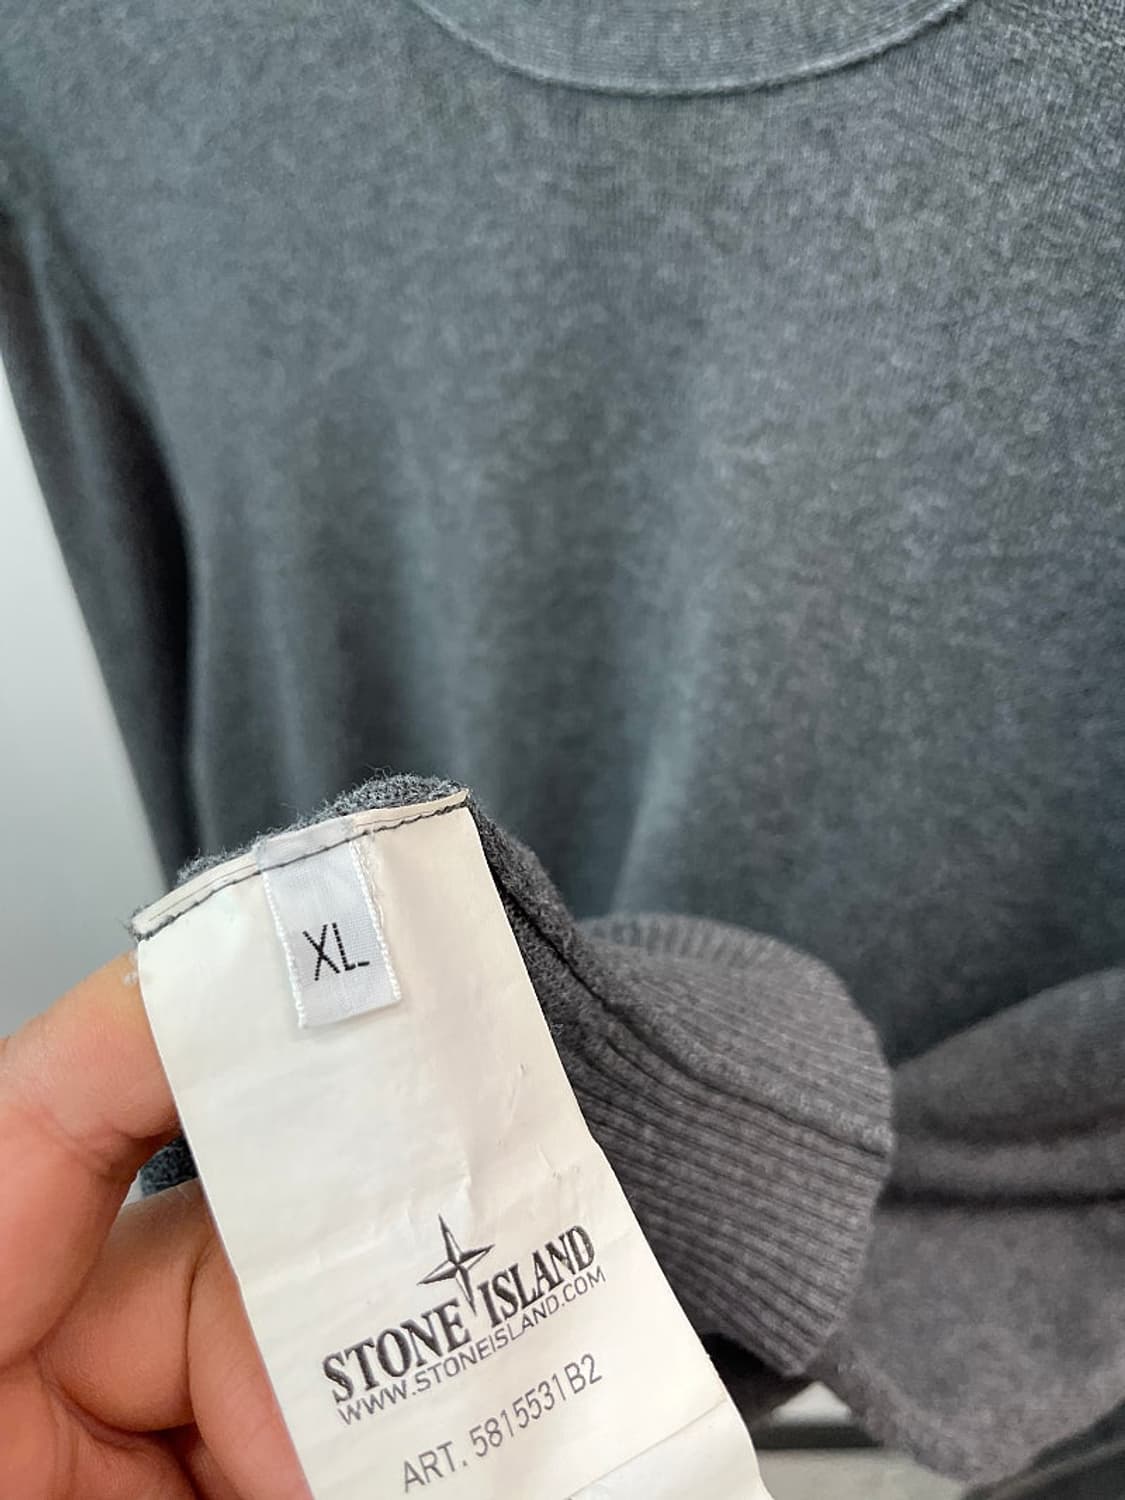 XL
STONE ISLAND
WWW.STONEISLAND.COM
ART. 5815531B2